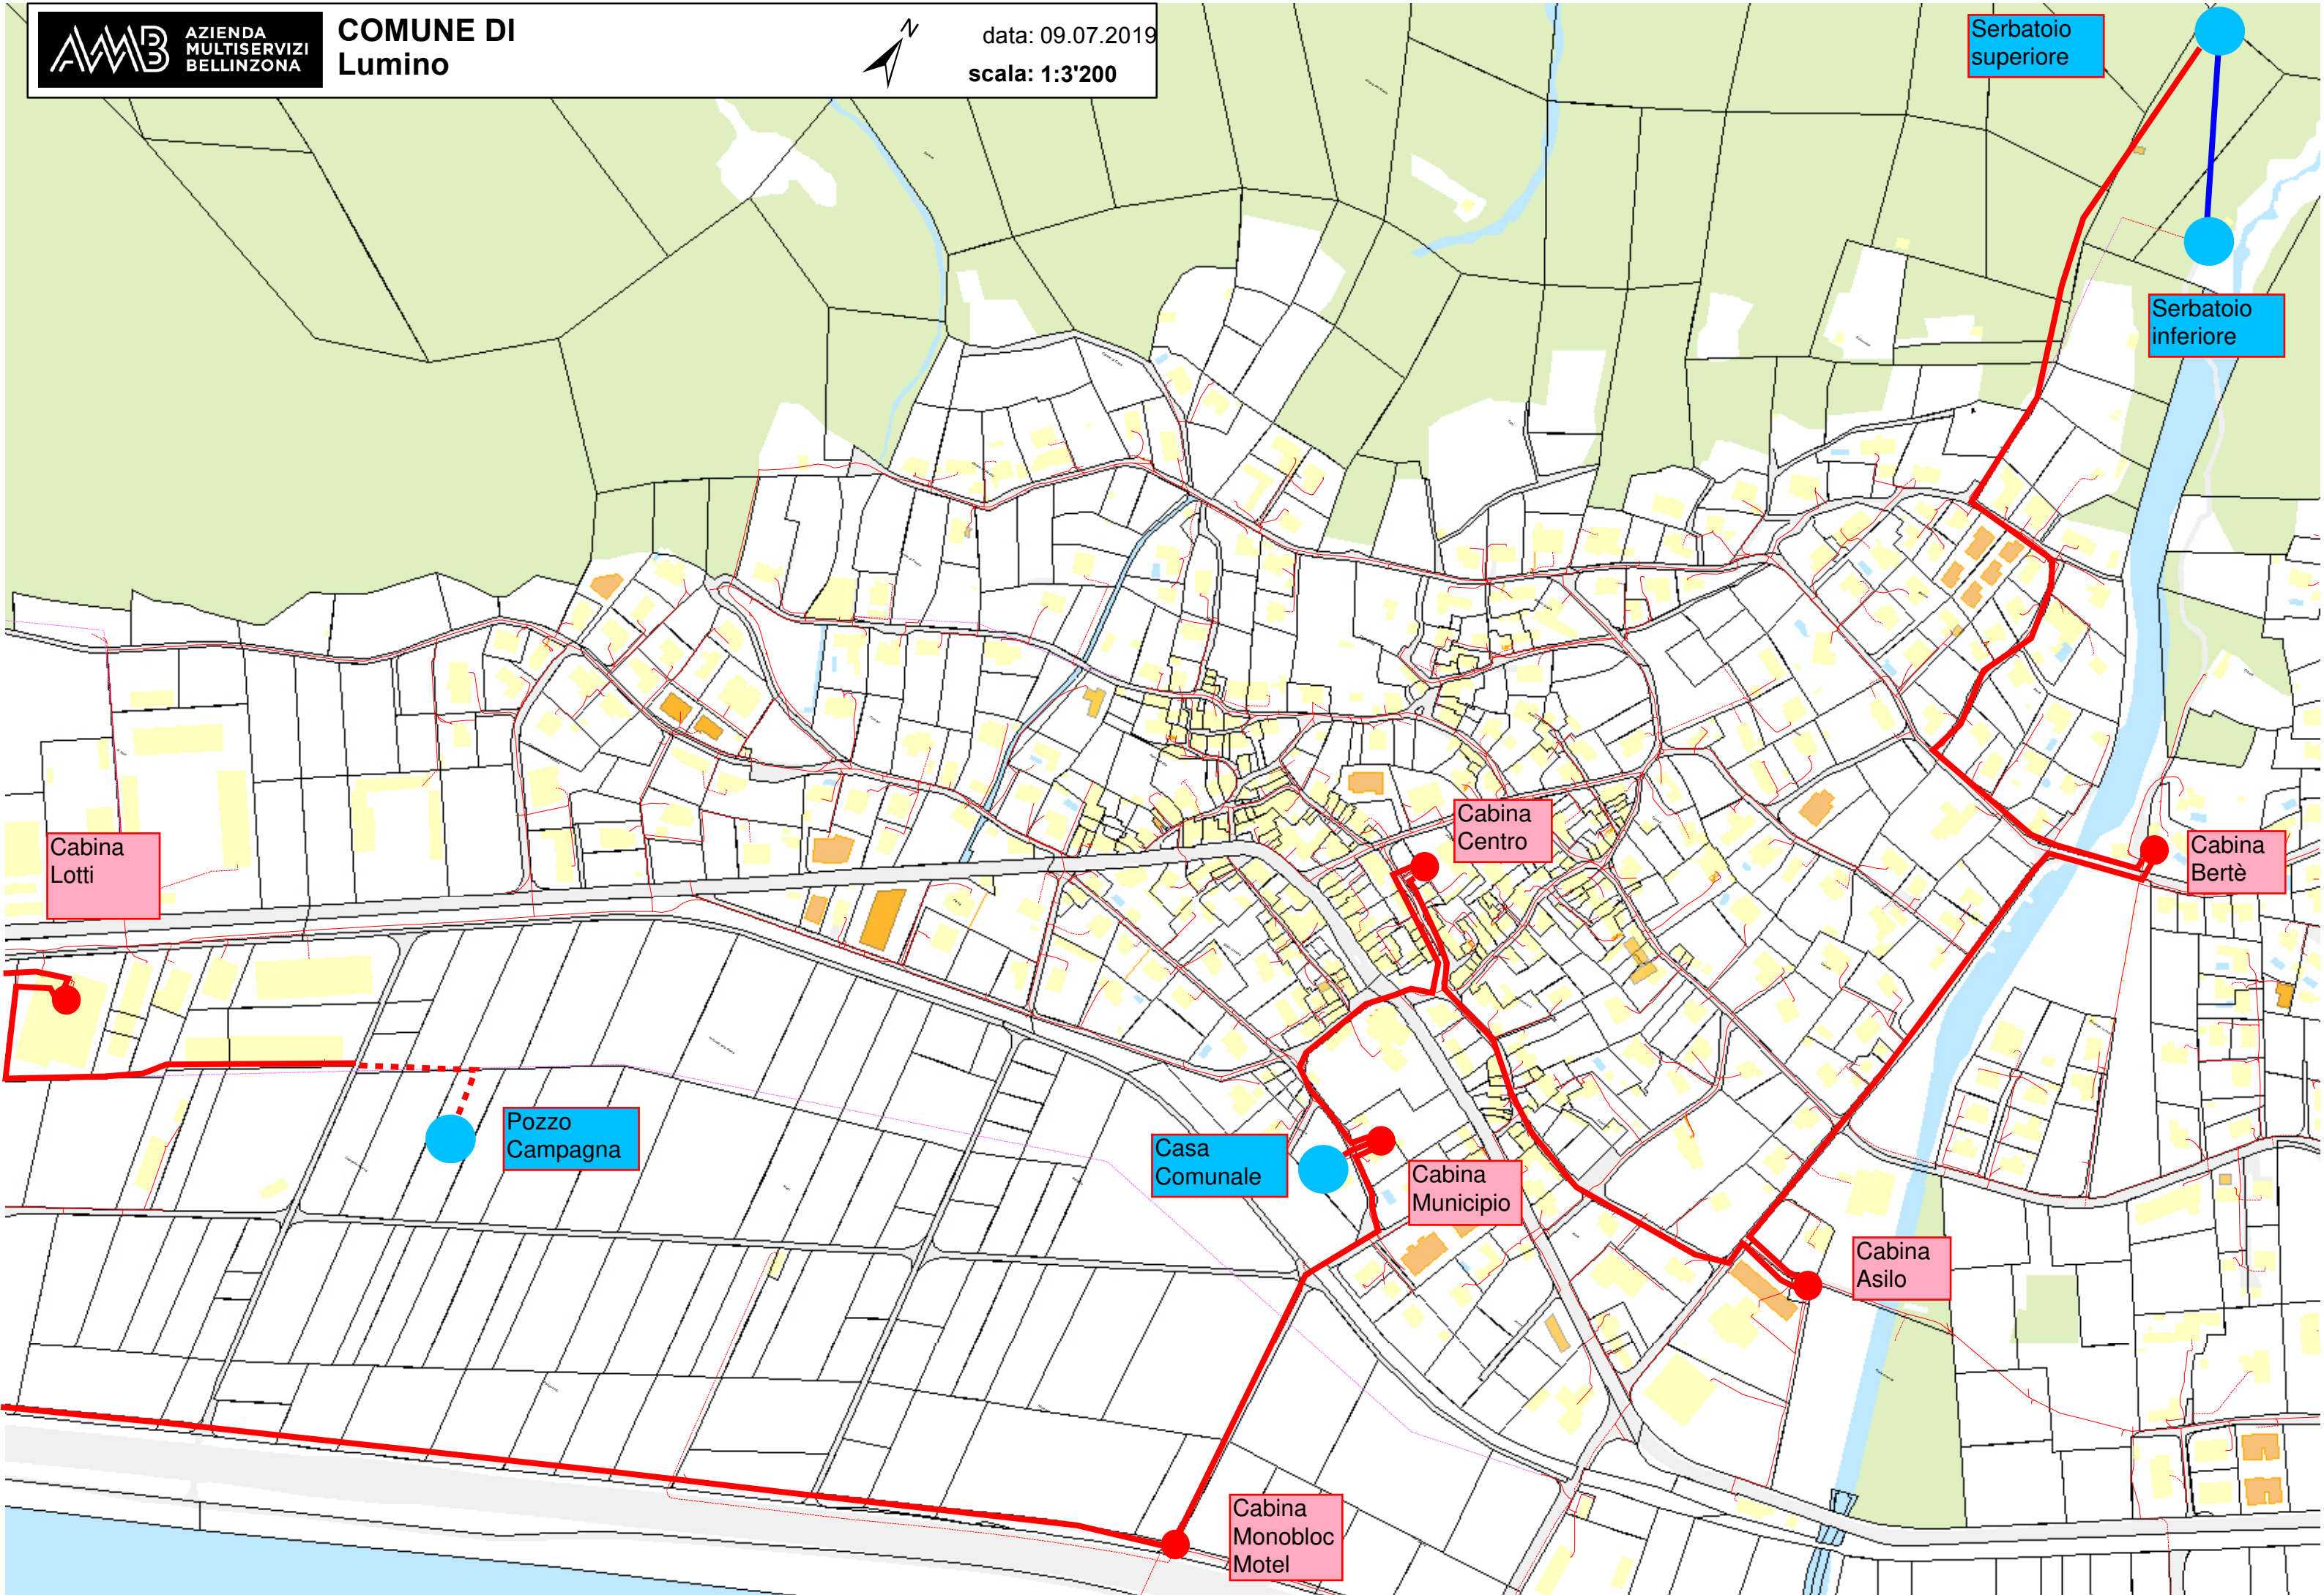 AMB
AZIENDA
MULTISERVIZI
BELLINZONA
COMUNE DI
Lumino
N
data: 09.07.2019
scala: 1:3'200
Serbatoio
superiore
Serbatoio
inferiore
Cabina
Centro
Cabina
Lotti
Cabina
Bertè
Pozzo
Campagna
Casa
Comunale
Cabina
Municipio
Cabina
Asilo
Cabina
Monobloc
Motel